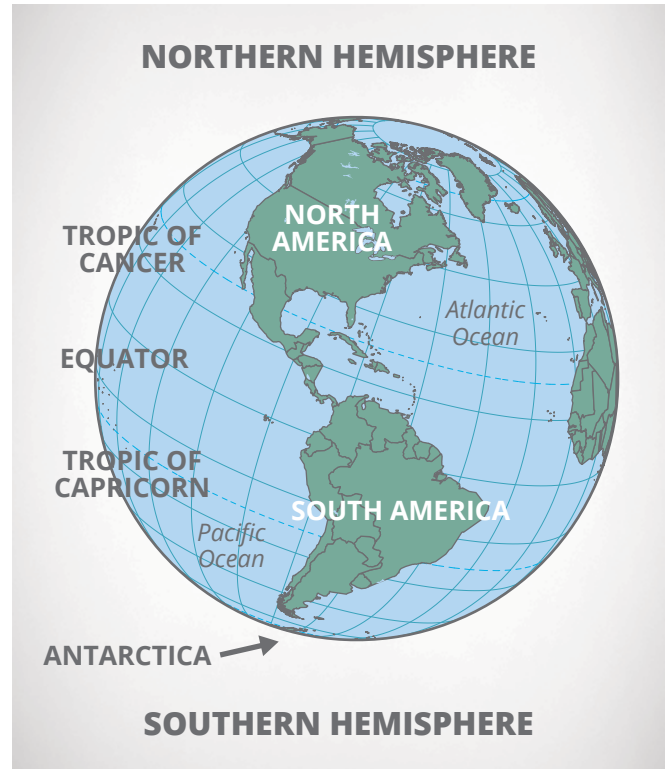 NORTHERN HEMISPHERE
NORTH
AMERICA
TROPIC OF
CANCER
Atlantic
Ocean
EQUATOR
TROPIC OF
CAPRICORN
SOUTH AMERICA
Pacific
Ocean
ANTARCTICA
SOUTHERN HEMISPHERE